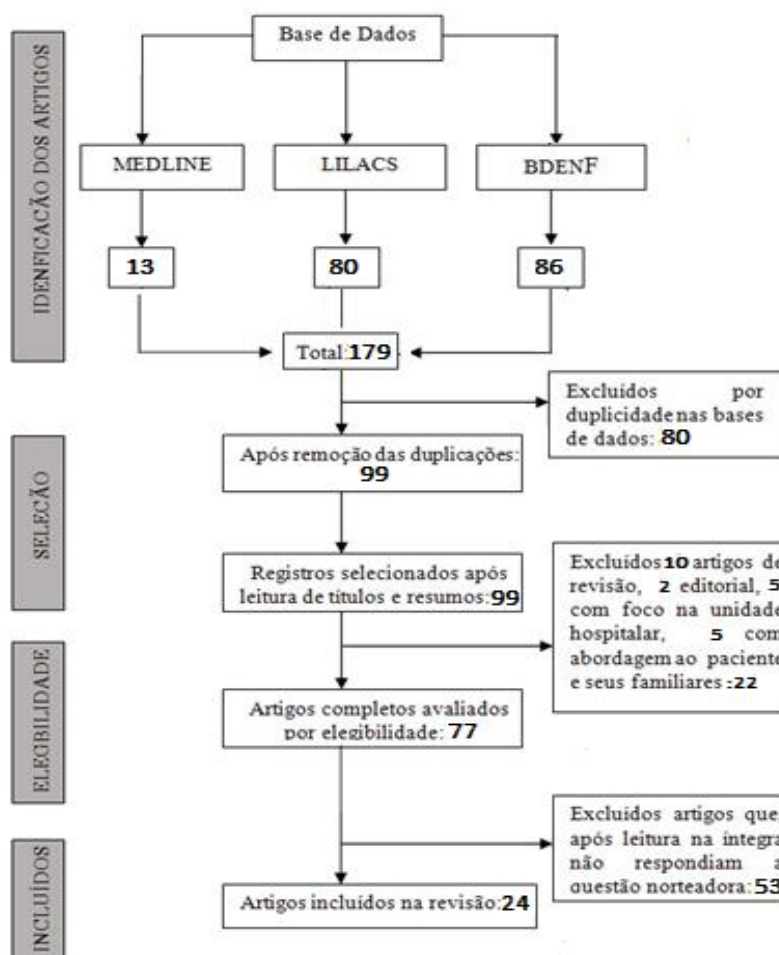 Base de Dados
IDENFICAÇÃO DOS ARTIGOS
MEDLINE
LILACS
BDENF
13
80
86
Total:179
Excluídos por
duplicidade nas bases
de dados: 80
SELEÇÃO
Após remoção das duplicações:
99
Registros selecionados após
leitura de títulos e resumos:99
Excluídos 10 artigos de
revisão, 2 editorial, 5
com foco na unidade
hospitalar, 5 com
abordagem ao paciente
e seus familiares :22
ELEGBILIDADE
Artigos completos avaliados
por elegibilidade: 77
Excluídos artigos que
após leitura na íntegra
não respondiam a
questão norteadora: 53
INCLUÍDOS
Artigos incluídos na revisão:24